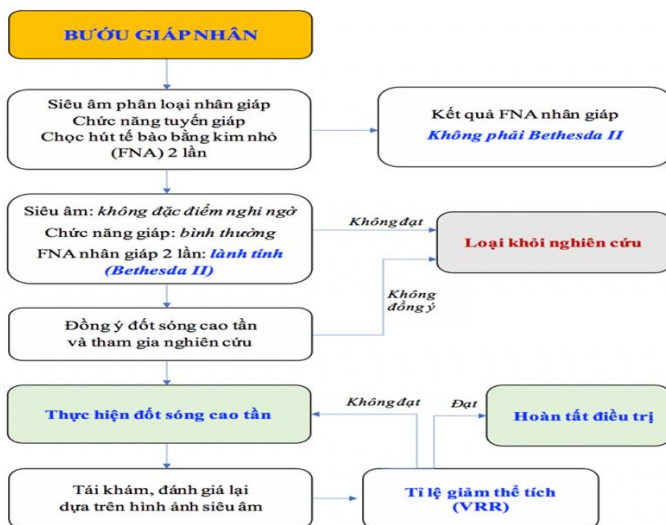 BƯỚU GIÁP NHÂN
Siêu âm phân loại nhân giáp
Chức năng tuyến giáp
Chọc hút tế bào bằng kim nhỏ
(FNA) 2 lần
Kết quả FNA nhân giáp
Không phải Bethesda II
Siêu âm: không đặc điểm nghi ngờ
Chức năng giáp: bình thường
FNA nhân giáp 2 lần: lành tính
(Bethesda II)
Không đạt
Loại khỏi nghiên cứu
Không
đồng ý
Đồng ý đốt sóng cao tần
và tham gia nghiên cứu
Thực hiện đốt sóng cao tần
Không đạt
Đạt
Hoàn tất điều trị
Tái khám, đánh giá lại
dựa trên hình ảnh siêu âm
Tỉ lệ giảm thể tích
(VRR)